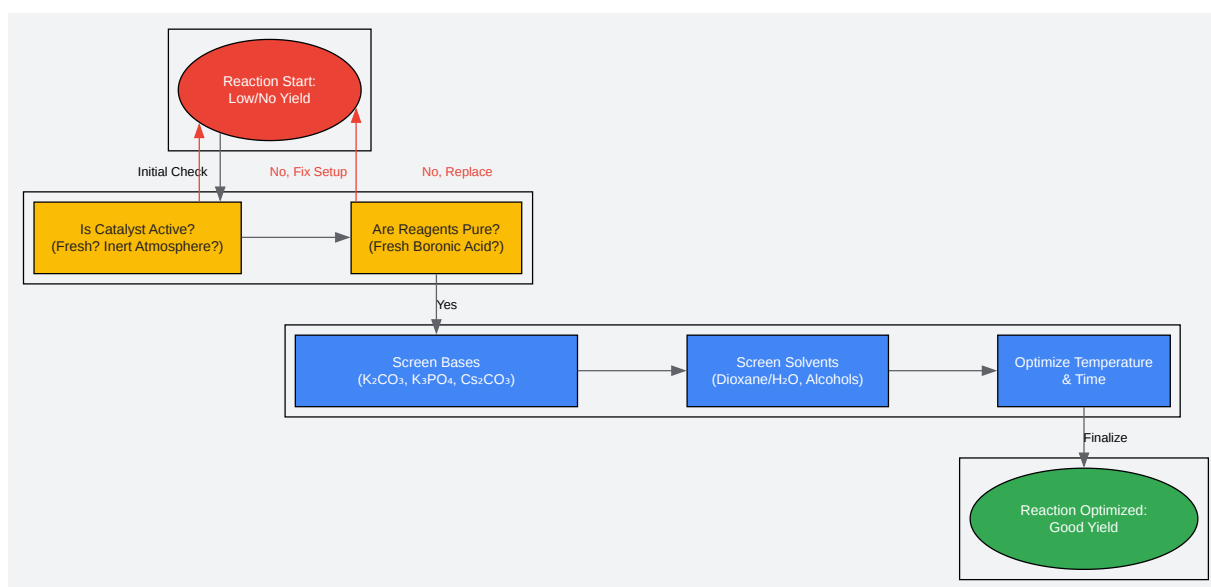 Reaction Start:
Low/No Yield
Initial Check
No, Fix Setup
No, Replace
Is Catalyst Active?
(Fresh? Inert Atmosphere?)
Are Reagents Pure?
(Fresh Boronic Acid?)
Yes
Screen Bases
(K₂CO₃, K₃PO₄, Cs₂CO₃)
Screen Solvents
(Dioxane/H₂O, Alcohols)
Optimize Temperature
& Time
Finalize
Reaction Optimized:
Good Yield